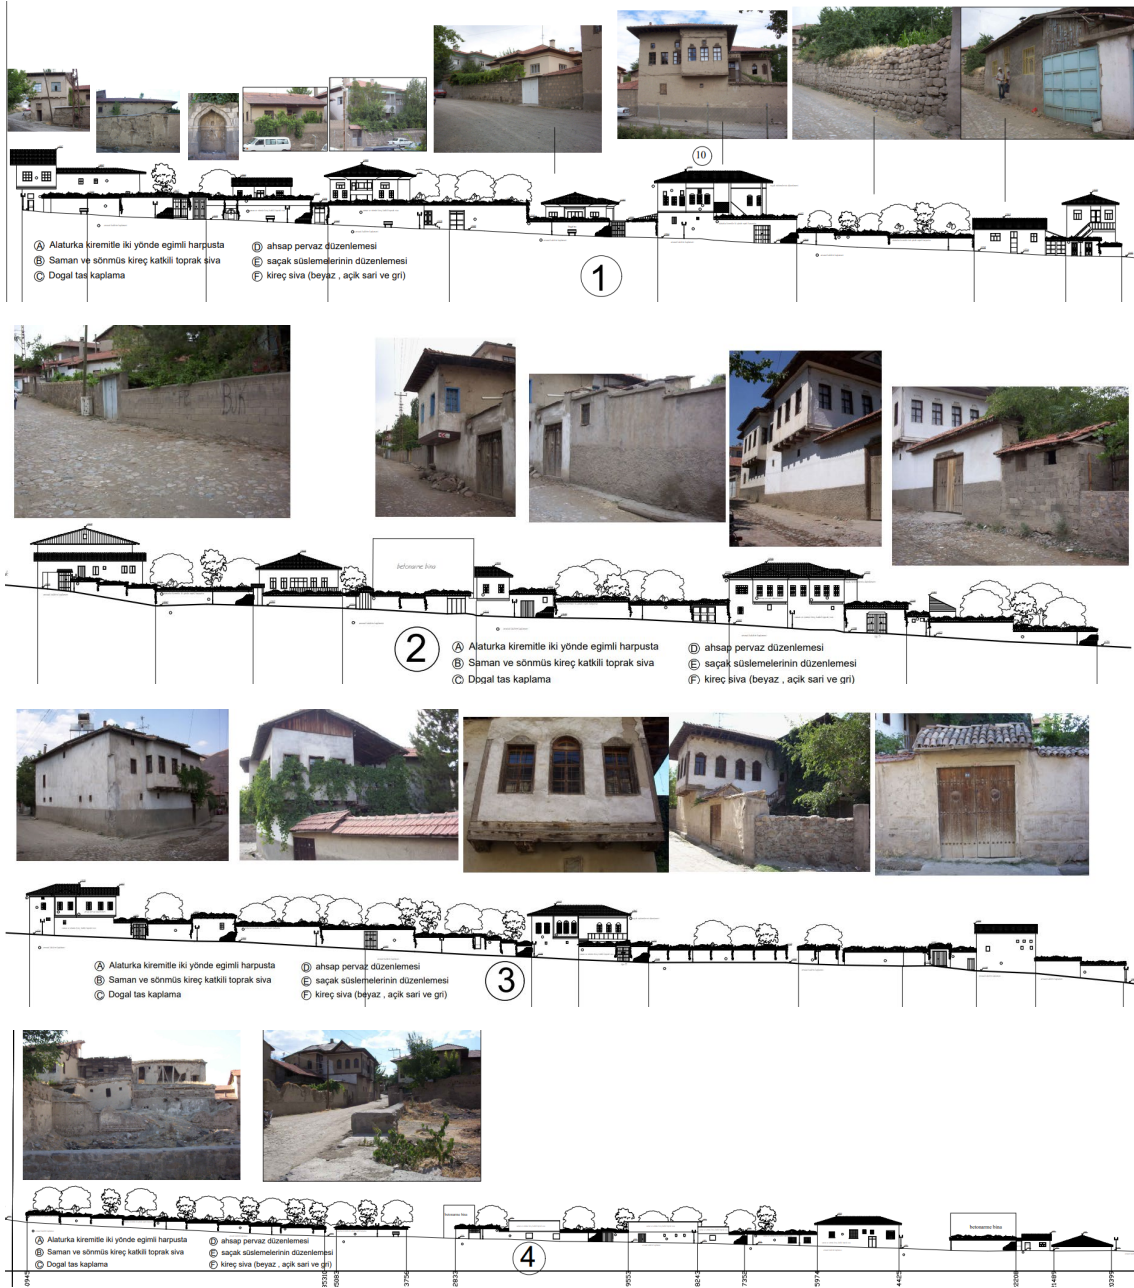 10
Ⓐ Alaturka kiremitle iki yönde egimli harpusta
Ⓑ Saman ve sönmüs kireç katkili toprak siva
Ⓒ Dogal tas kaplama
Ⓓ ahsap pervaz düzenlemesi
Ⓔ saçak süslemelerinin düzenlemesi
Ⓕ kireç siva (beyaz , açik sari ve gri)
1
betonarme bina
2
Ⓐ Alaturka kiremitle iki yönde egimli harpusta
Ⓑ Saman ve sönmüs kireç katkili toprak siva
Ⓒ Dogal tas kaplama
Ⓓ ahsap pervaz düzenlemesi
Ⓔ saçak süslemelerinin düzenlemesi
Ⓕ kireç siva (beyaz , açik sari ve gri)
Ⓐ Alaturka kiremitle iki yönde egimli harpusta
Ⓑ Saman ve sönmüs kireç katkili toprak siva
Ⓒ Dogal tas kaplama
Ⓓ ahsap pervaz düzenlemesi
Ⓔ saçak süslemelerinin düzenlemesi
Ⓕ kireç siva (beyaz , açik sari ve gri)
3
betonarme bina
betonarme bina
Ⓐ Alaturka kiremitle iki yönde egimli harpusta
Ⓑ Saman ve sönmüs kireç katkili toprak siva
Ⓒ Dogal tas kaplama
Ⓓ ahsap pervaz düzenlemesi
Ⓔ saçak süslemelerinin düzenlemesi
Ⓕ kireç siva (beyaz , açik sari ve gri)
4